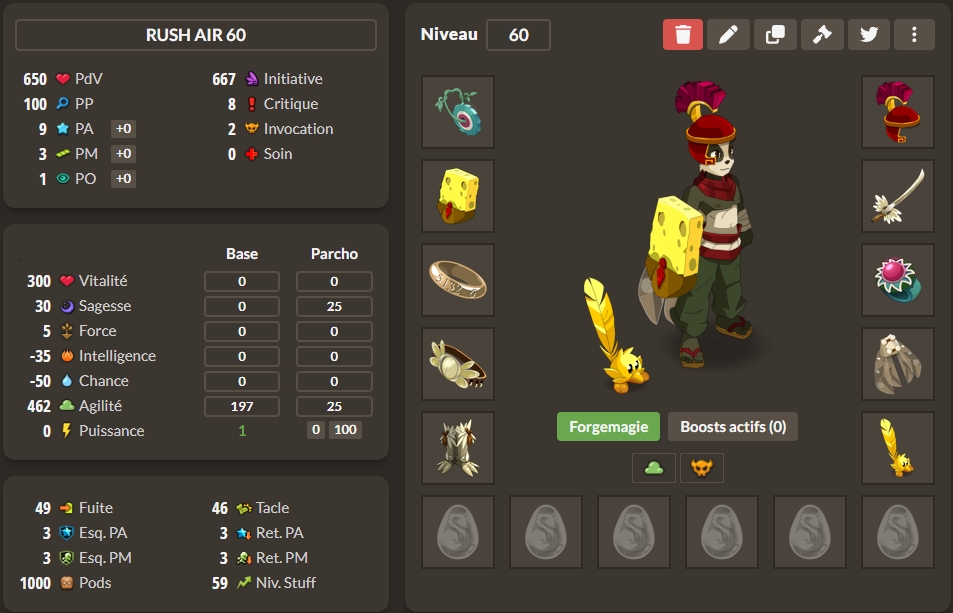 RUSH AIR 60
650 PdV
667 Initiative
100 PP
8 Critique
9 PA +0
2 Invocation
3 PM +0
0 Soin
1 PO +0
Base Parcho
300 Vitalité 0 0
30 Sagesse 0 25
5 Force 0 0
-35 Intelligence 0 0
-50 Chance 0 0
462 Agilité 197 25
0 Puissance 1 0 100
49 Fuite
46 Tacle
3 Esq. PA
3 Ret. PA
3 Esq. PM
3 Ret. PM
1000 Pods
59 Niv. Stuff
Niveau 60
Forgemagie
Boosts actifs (0)